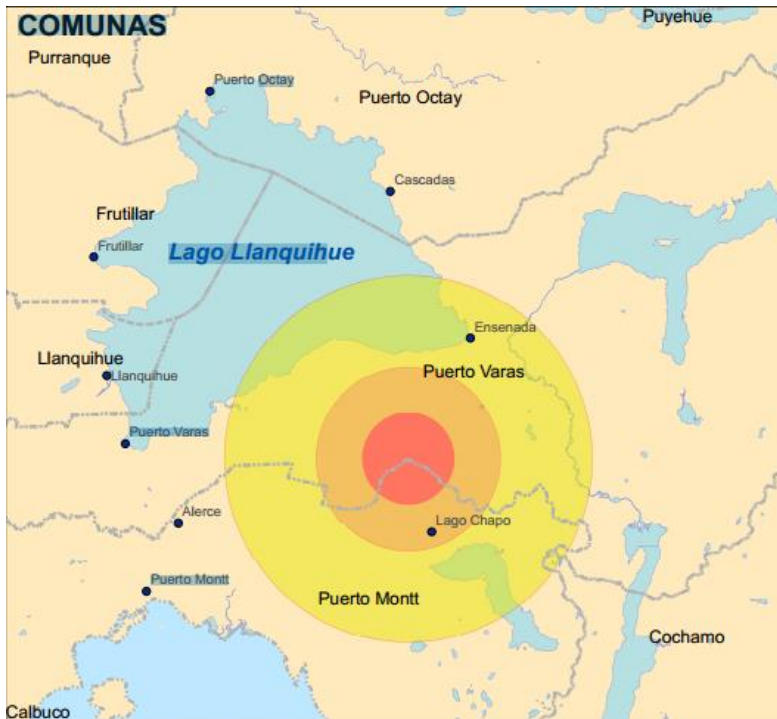 COMUNAS
Puyehue
Purranque
Puerto Octay
Puerto Octay
Cascadas
Frutillar
Frutillar
Lago Llanquihue
Ensenada
Llanquihue
Puerto Varas
Llanquihue
Puerto Varas
Alerce
Lago Chapo
Puerto Montt
Puerto Montt
Cochamo
Calbuco